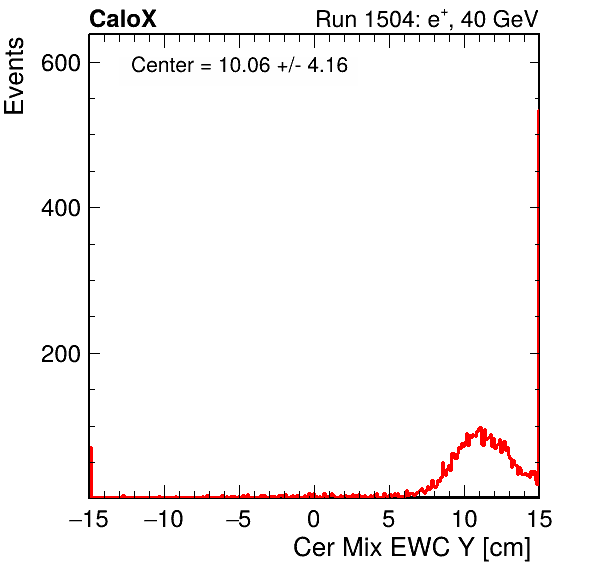 CaloX
Run 1504: e+, 40 GeV
Events
Center = 10.06 +/- 4.16
600
400
200
−15 −10 −5 0 5 10 15
Cer Mix EWC Y [cm]